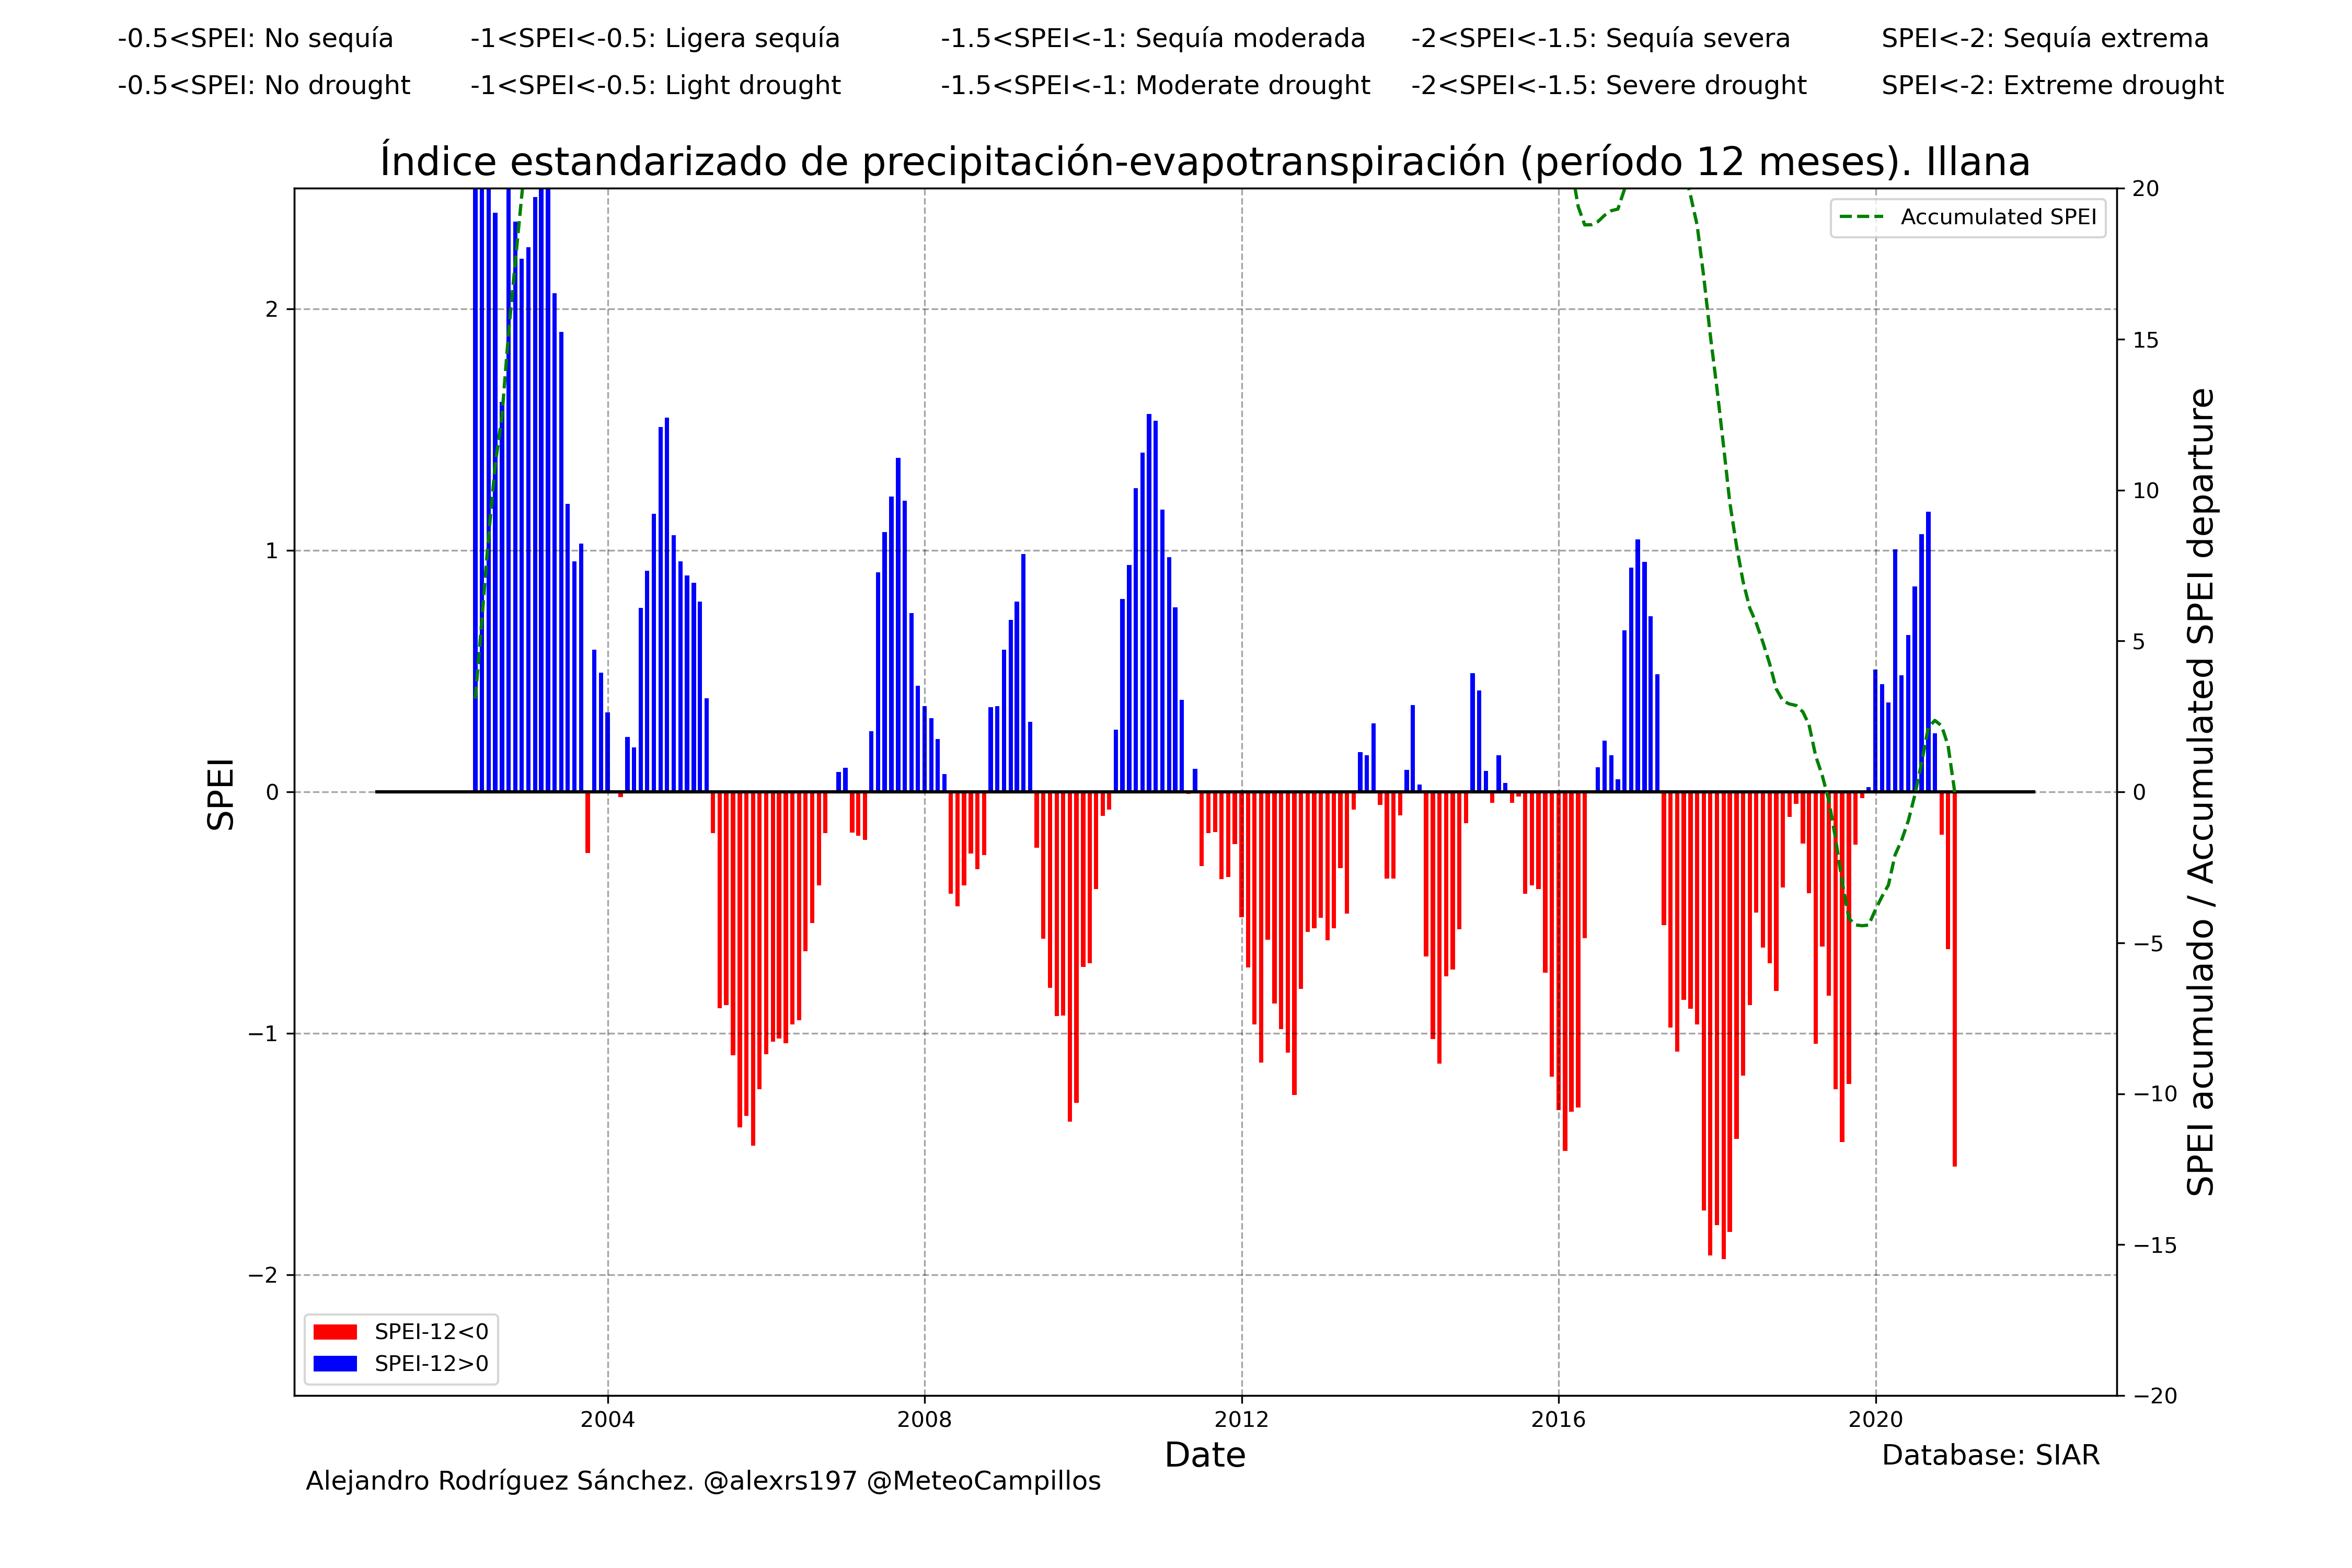 -0.5<SPEI: No sequía -1<SPEI<-0.5: Ligera sequía -1.5<SPEI<-1: Sequía moderada -2<SPEI<-1.5: Sequía severa SPEI<-2: Sequía extrema
-0.5<SPEI: No drought -1<SPEI<-0.5: Light drought -1.5<SPEI<-1: Moderate drought -2<SPEI<-1.5: Severe drought SPEI<-2: Extreme drought
Índice estandarizado de precipitación-evapotranspiración (período 12 meses). Illana
Accumulated SPEI
SPEI
2
1
0
−1
−2
20
15
10
5
0
−5
−10
−15
−20
SPEI acumulado / Accumulated SPEI departure
SPEI-12<0
SPEI-12>0
2004 2008 2012 2016 2020
Date
Database: SIAR
Alejandro Rodríguez Sánchez. @alexrs197 @MeteoCampillos